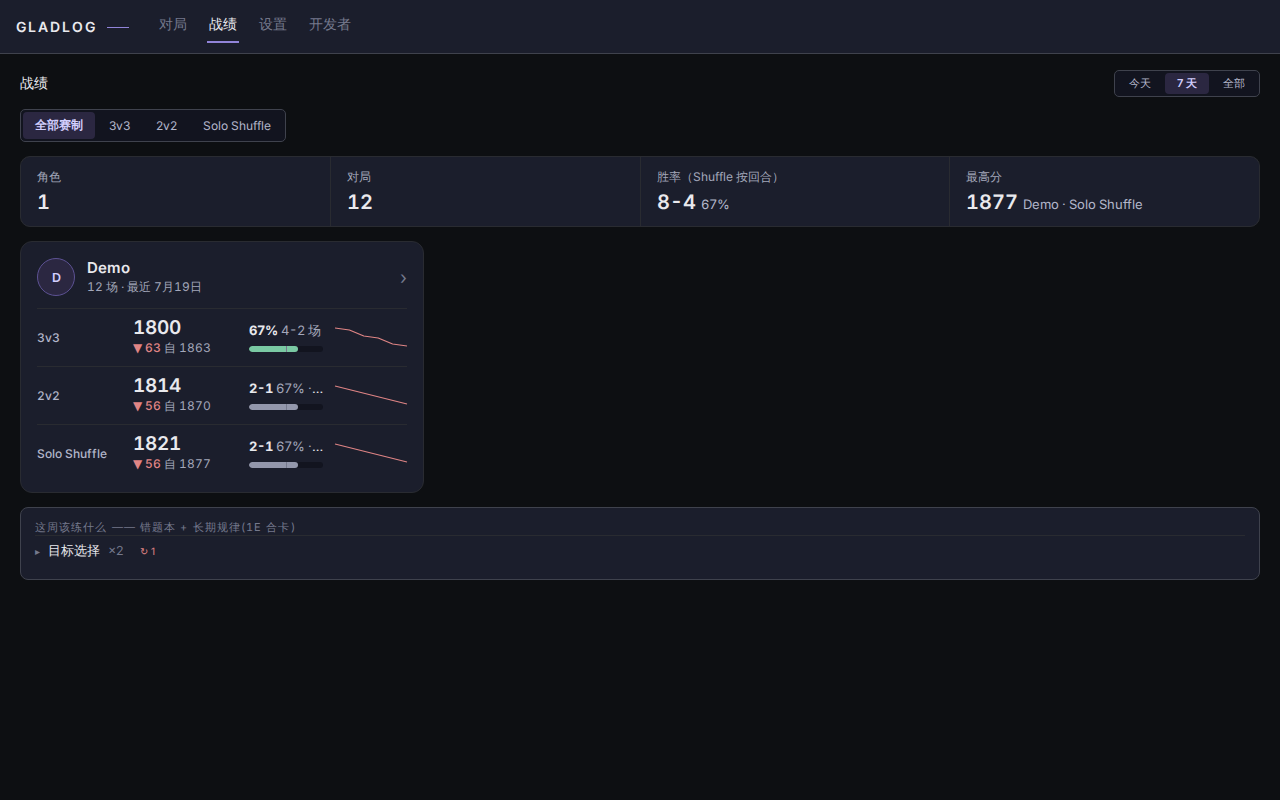 GLADLOG 对局 战绩 设置 开发者
战绩 今天 7 天 全部
全部赛制 3v3 2v2 Solo Shuffle
角色 对局 胜率（Shuffle 按回合） 最高分
1 12 8-4 67% 1877 Demo · Solo Shuffle
D Demo
12 场 · 最近 7月19日
3v3 1800 67% 4-2 场
▼ 63 自 1863
2v2 1814 2-1 67% ·...
▼ 56 自 1870
Solo Shuffle 1821 2-1 67% ·...
▼ 56 自 1877
这周该练什么 —— 错题本 + 长期规律(1E 合卡)
▸ 目标选择 ×2 ↻ 1